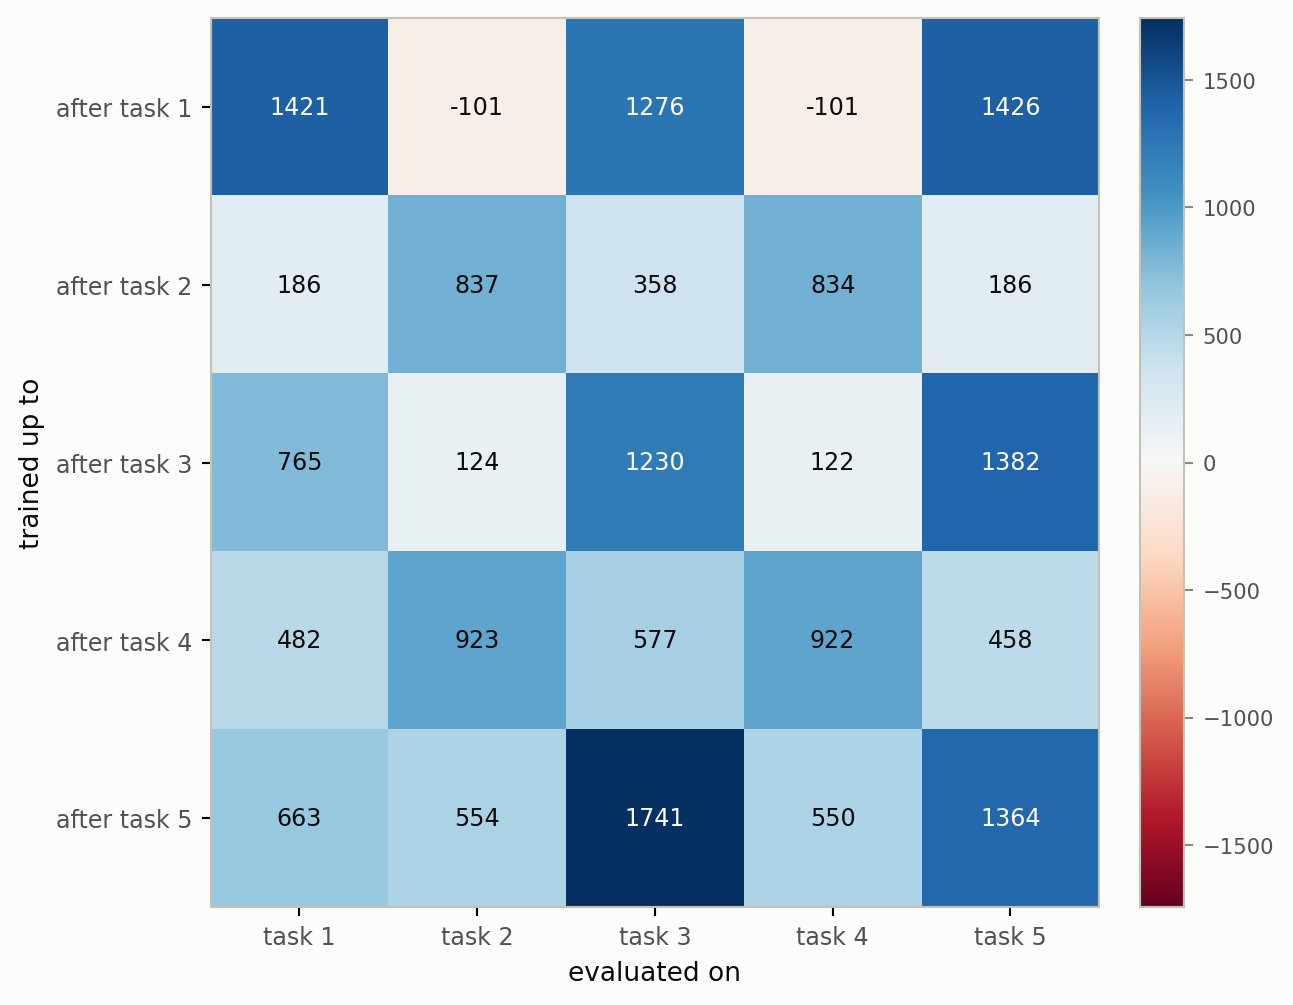 after task 1 1421 -101 1276 -101 1426
after task 2 186 837 358 834 186
after task 3 765 124 1230 122 1382
after task 4 482 923 577 922 458
after task 5 663 554 1741 550 1364
task 1 task 2 task 3 task 4 task 5
evaluated on
trained up to
1500
1000
500
0
−500
−1000
−1500